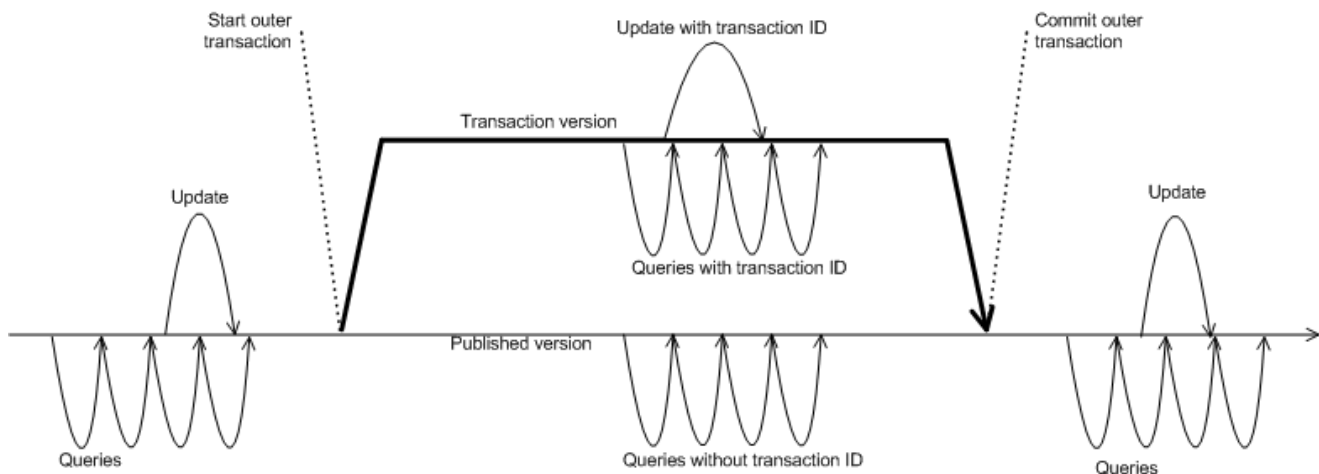 Start outer
transaction
Update with transaction ID
Commit outer
transaction
Transaction version
Update
Update
Queries with transaction ID
Published version
Queries
Queries without transaction ID
Queries